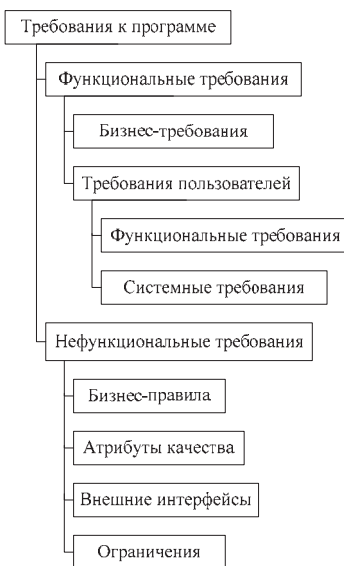 Требования к программе
Функциональные требования
Бизнес-требования
Требования пользователей
Функциональные требования
Системные требования
Нефункциональные требования
Бизнес-правила
Атрибуты качества
Внешние интерфейсы
Ограничения